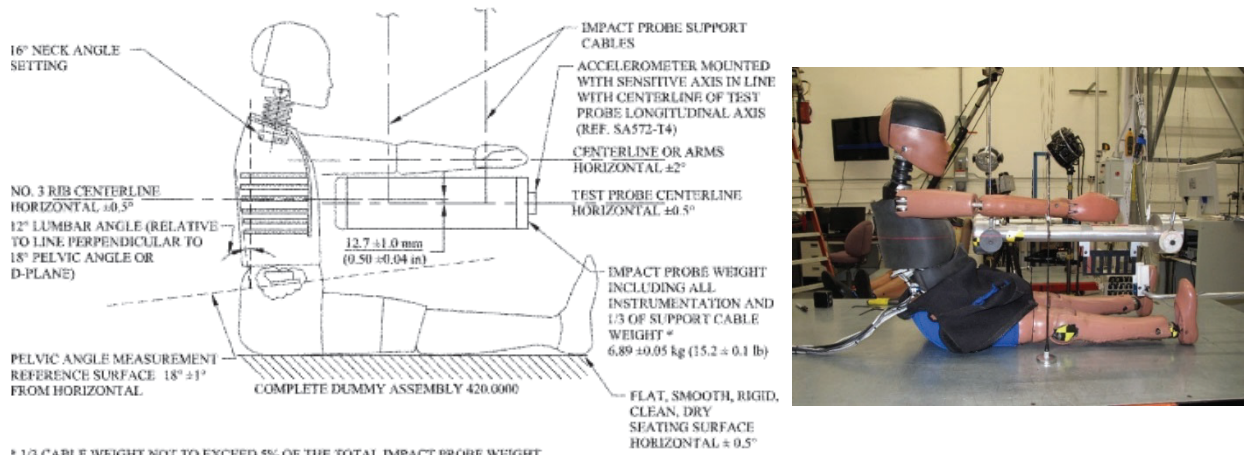 16° NECK ANGLE
SETTING
NO. 3 RIB CENTERLINE
HORIZONTAL ±0.5°
12° LUMBAR ANGLE (RELATIVE
TO LINE PERPENDICULAR TO
18° PELVIC ANGLE OR
D-PLANE)
PELVIC ANGLE MEASUREMENT
REFERENCE SURFACE 18° ±1°
FROM HORIZONTAL
12.7 ±1.0 mm
(0.50 ±0.04 in)
COMPLETE DUMMY ASSEMBLY 420.0000
IMPACT PROBE SUPPORT
CABLES
ACCELEROMETER MOUNTED
WITH SENSITIVE AXIS IN LINE
WITH CENTERLINE OF TEST
PROBE LONGITUDINAL AXIS
(REF. SA572-T4)
CENTERLINE OR ARMS
HORIZONTAL ±2°
TEST PROBE CENTERLINE
HORIZONTAL ±0.5°
IMPACT PROBE WEIGHT
INCLUDING ALL
INSTRUMENTATION AND
1/3 OF SUPPORT CABLE
WEIGHT *
6.89 ±0.05 kg (15.2 ± 0.1 lb)
FLAT, SMOOTH, RIGID,
CLEAN, DRY
SEATING SURFACE
HORIZONTAL ± 0.5°
* 1/3 CABLE WEIGHT NOT TO EXCEED 5% OF THE TOTAL IMPACT PROBE WEIGHT